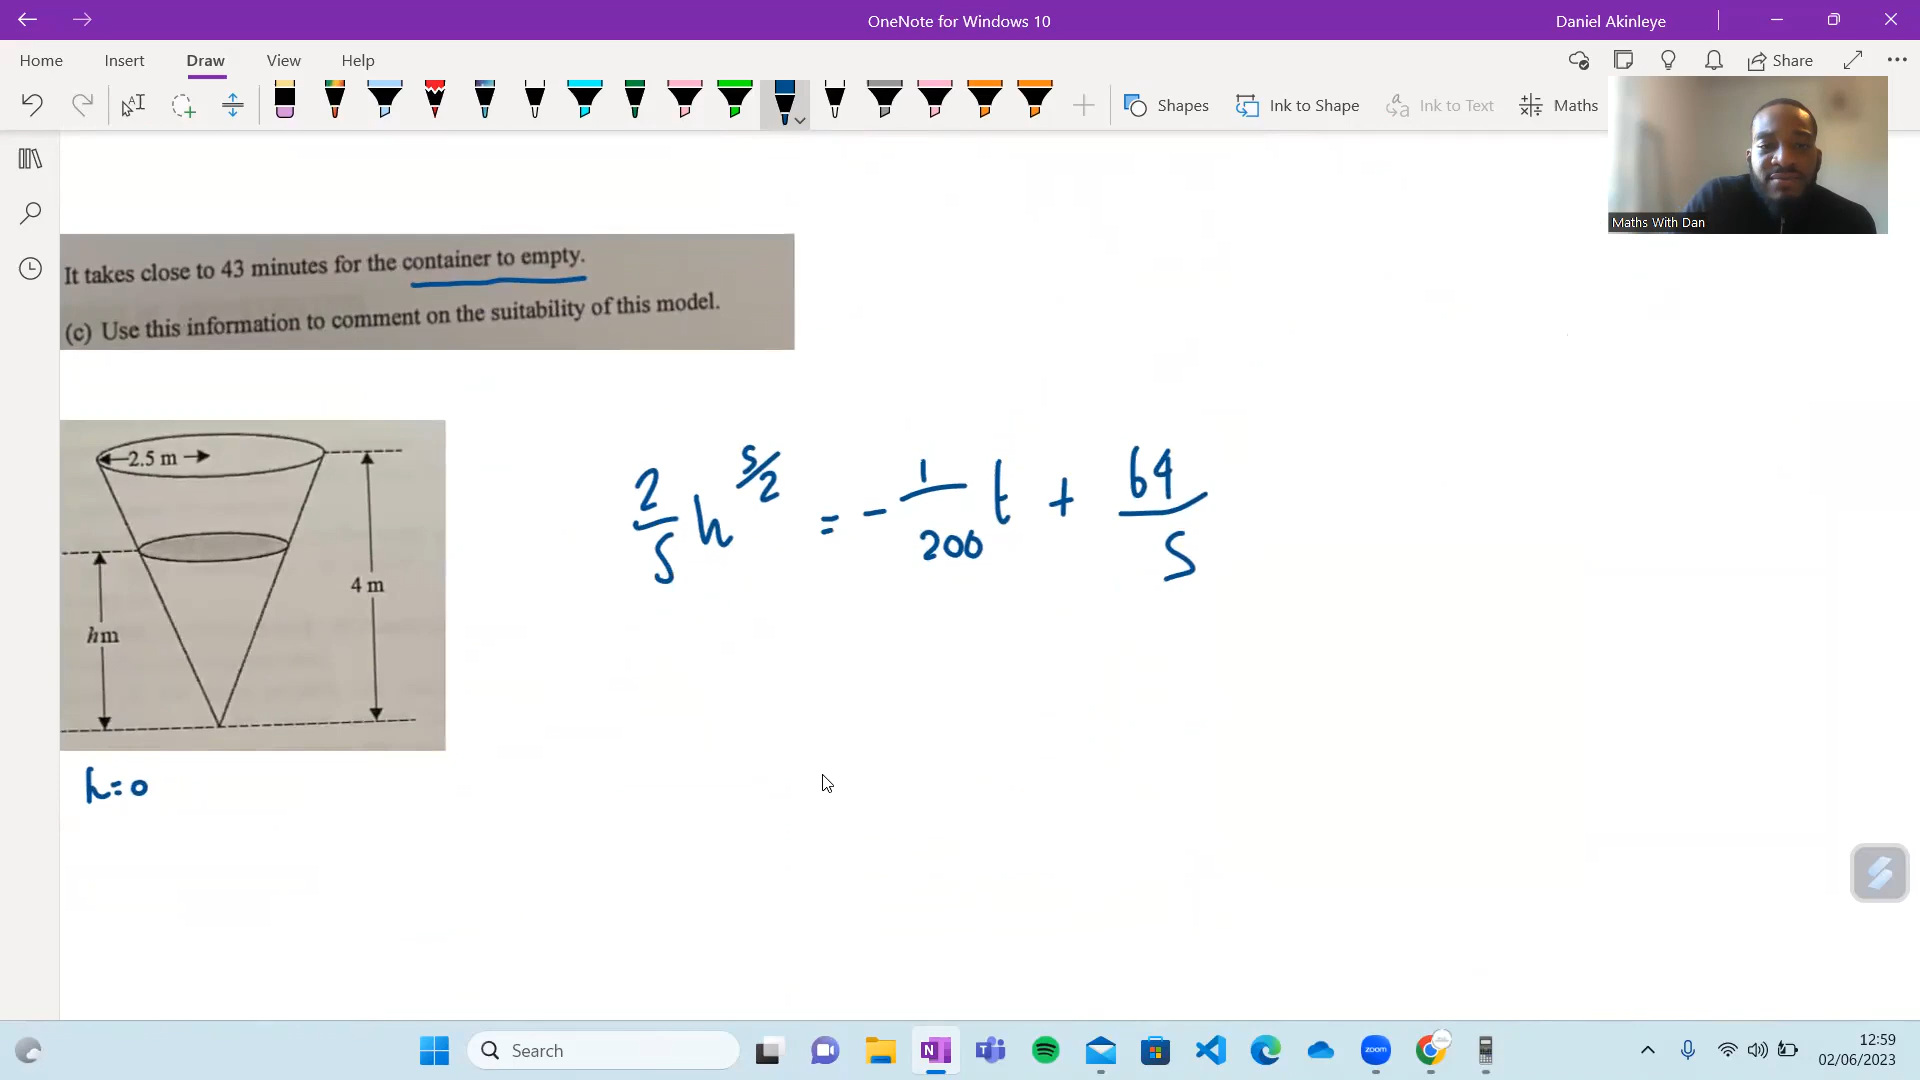 OneNote for Windows 10
Daniel Akinleye
Home Insert Draw View Help
Share
Shapes
Ink to Shape
Ink to Text
Maths
Maths With Dan
It takes close to 43 minutes for the container to empty.
(c) Use this information to comment on the suitability of this model.
2.5 m
4 m
hm
2/5 h^5/2 = - 1/200 t + 64/5
h=0
Search
zoom
12:59
02/06/2023